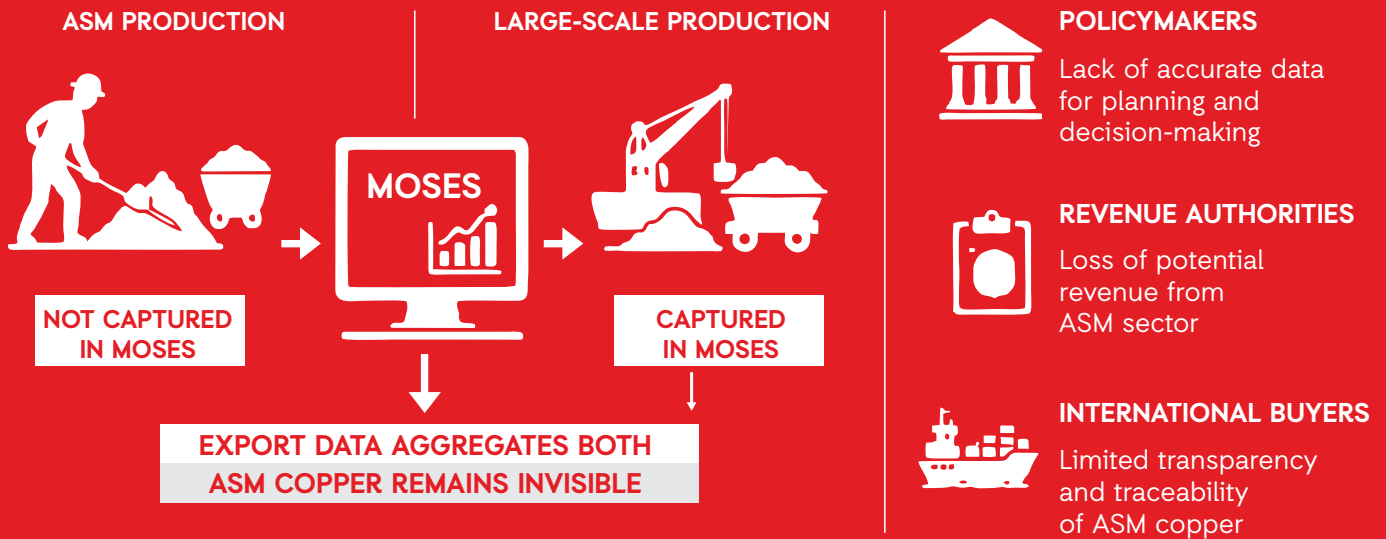 ASM PRODUCTION
LARGE-SCALE PRODUCTION
MOSES
NOT CAPTURED
IN MOSES
CAPTURED
IN MOSES
EXPORT DATA AGGREGATES BOTH
ASM COPPER REMAINS INVISIBLE
POLICYMAKERS
Lack of accurate data
for planning and
decision-making
REVENUE AUTHORITIES
Loss of potential
revenue from
ASM sector
INTERNATIONAL BUYERS
Limited transparency
and traceability
of ASM copper